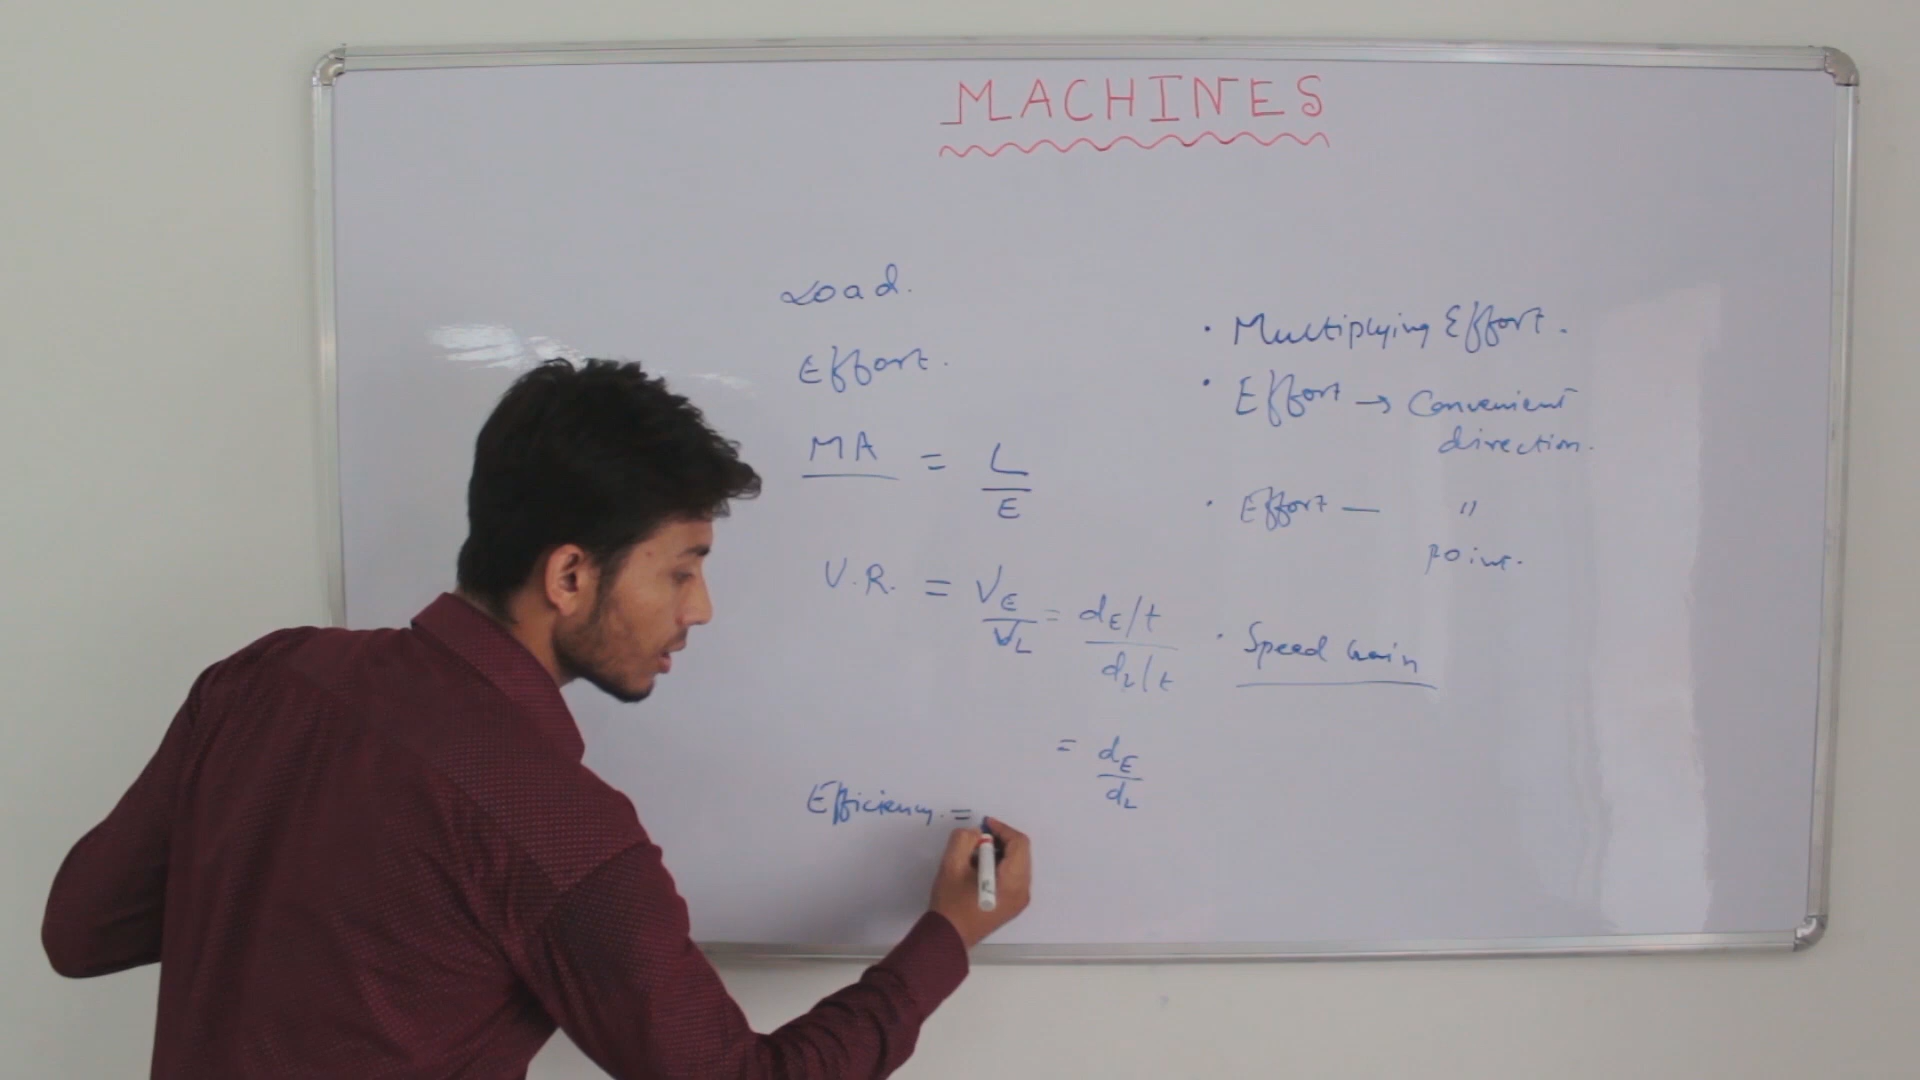 MACHINES
Load.
Effort.
MA = L/E
V.R. = V_E/V_L = d_E/t / d_L/t
= d_E/d_L
Efficiency. =
· Multiplying Effort.
· Effort → Convenient
direction.
· Effort — "
point.
· Speed Gain